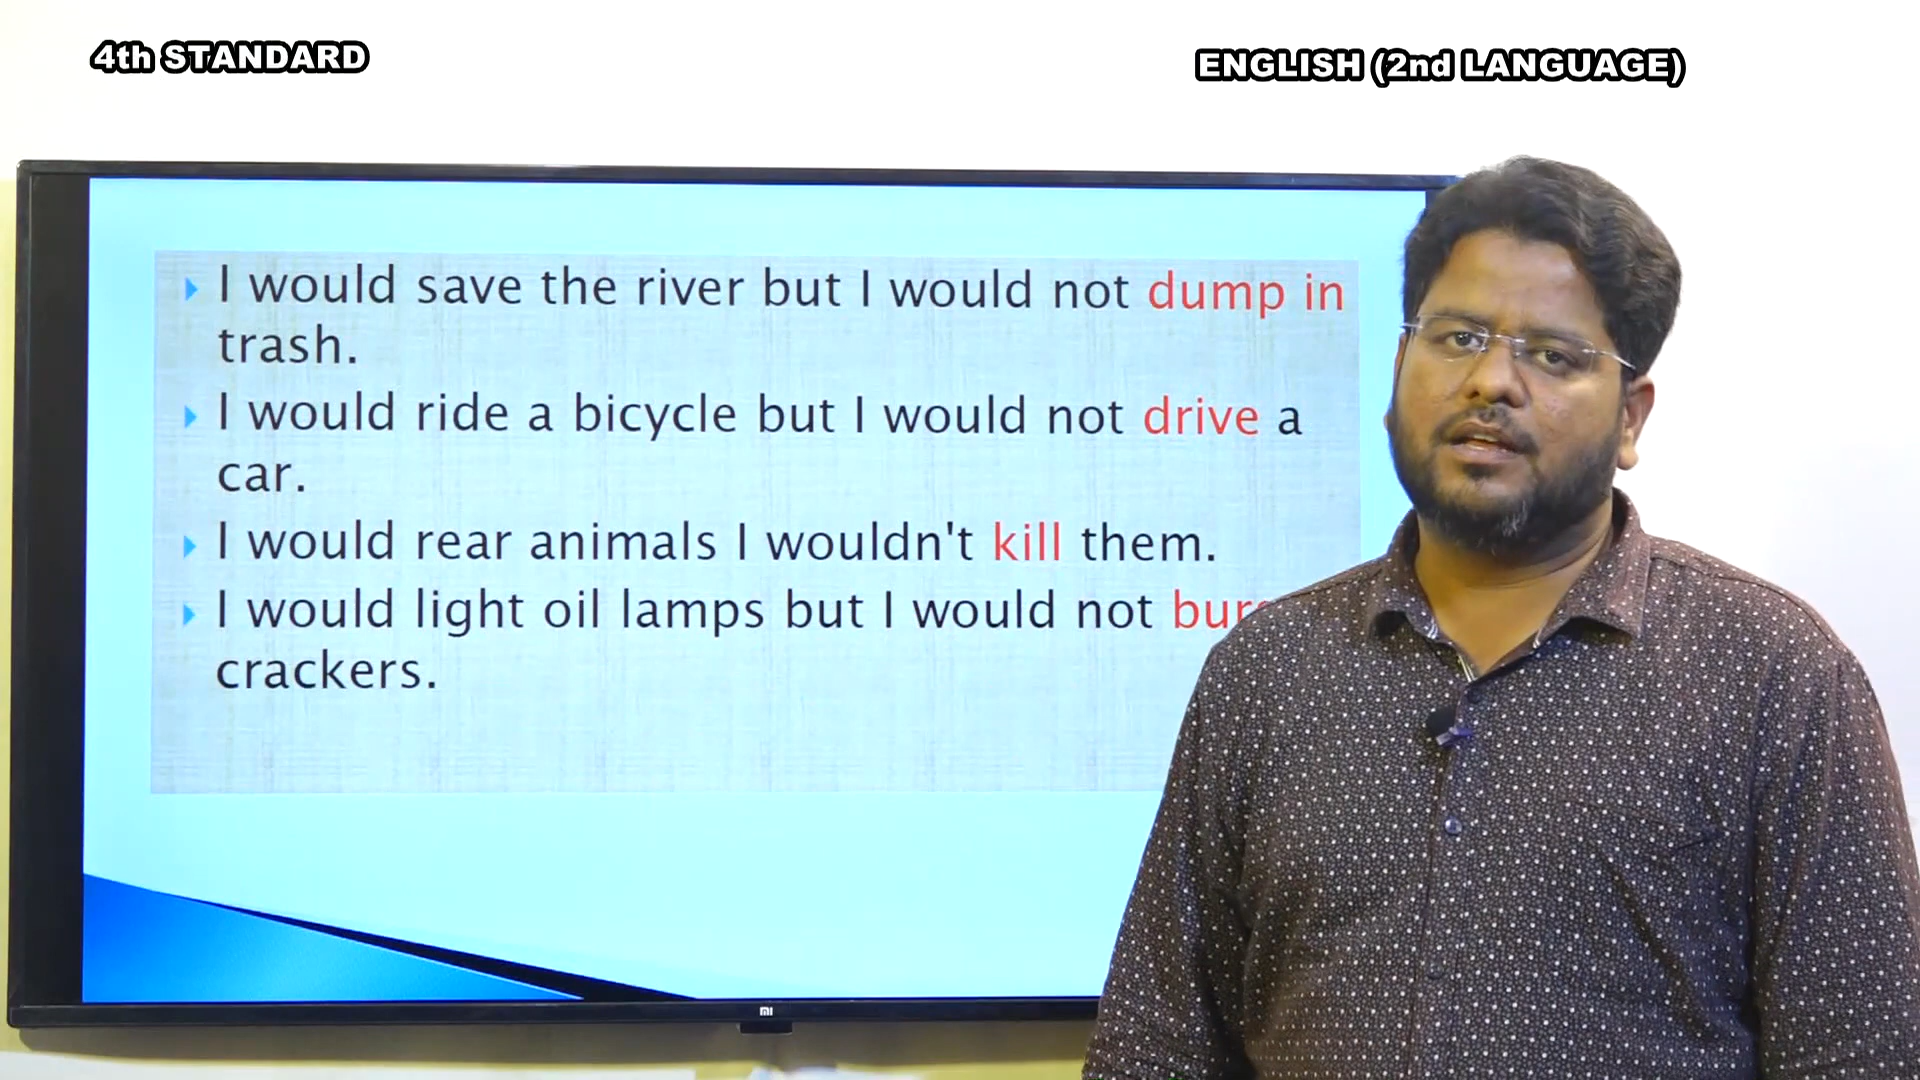 4th STANDARD
ENGLISH (2nd LANGUAGE)
I would save the river but I would not dump in
trash.
I would ride a bicycle but I would not drive a
car.
I would rear animals I wouldn't kill them.
I would light oil lamps but I would not
crackers.
mi